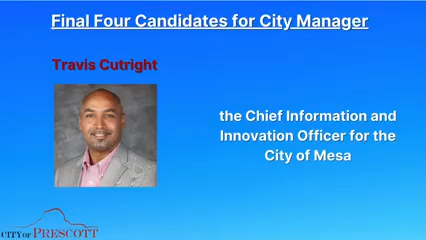 Final Four Candidates for City Manager
Travis Cutright
the Chief Information and
Innovation Officer for the
City of Mesa
CITY OF PRESCOTT